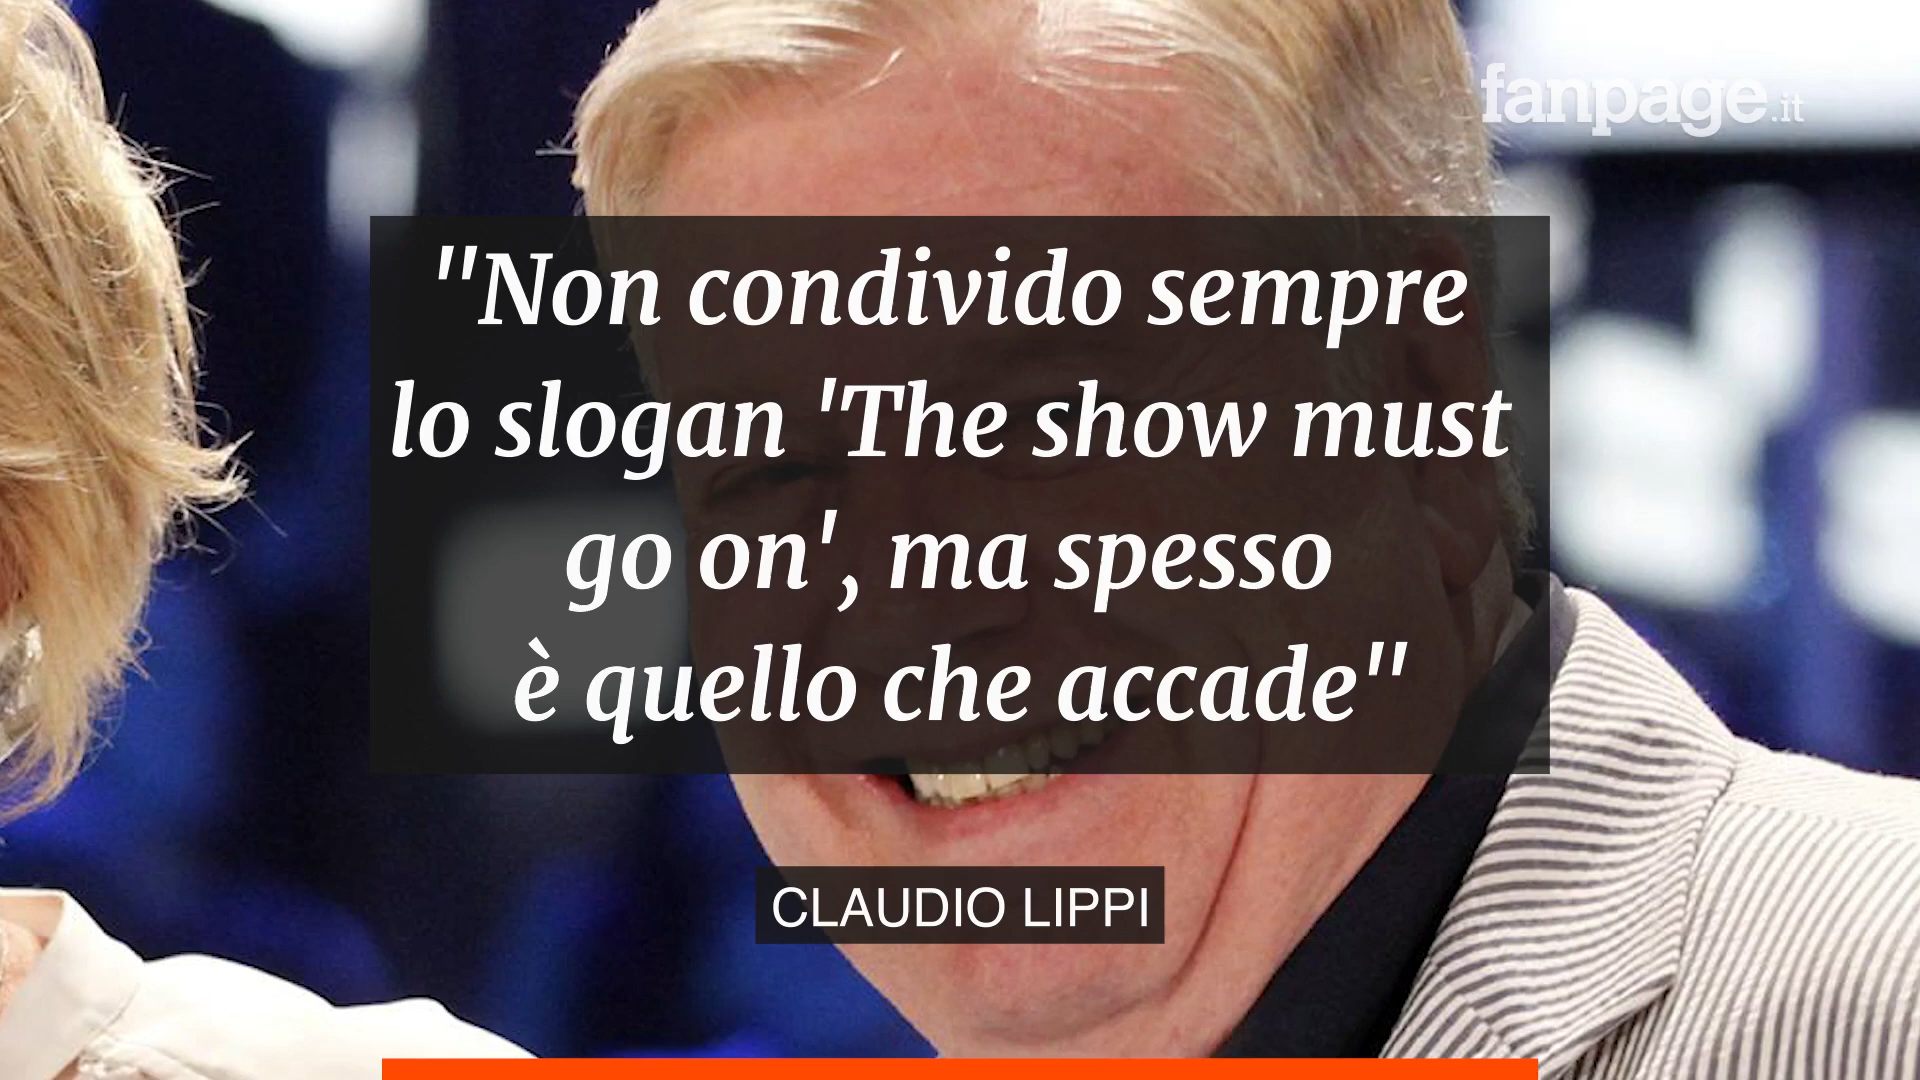 fanpage.it
"Non condivido sempre
lo slogan 'The show must
go on', ma spesso
è quello che accade"
CLAUDIO LIPPI